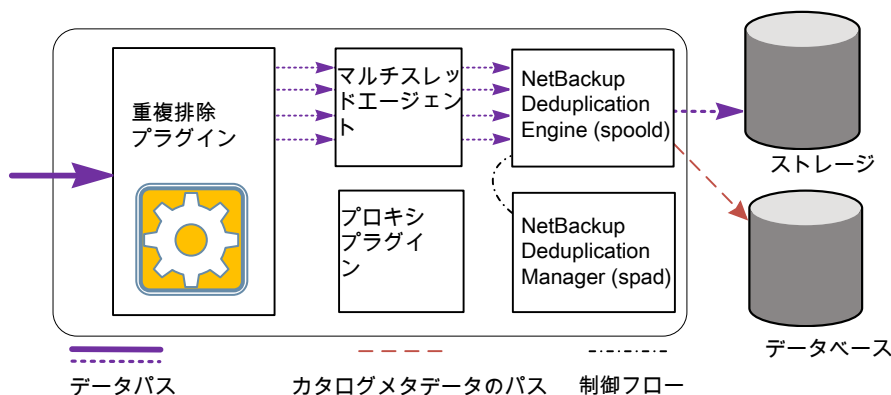 重複排除
プラグイン
マルチスレッ
ドエージェン
ト
NetBackup
Deduplication
Engine (spoold)
ストレージ
プロキシ
プラグイ
ン
NetBackup
Deduplication
Manager (spad)
データベース
データパス
カタログメタデータのパス
制御フロー